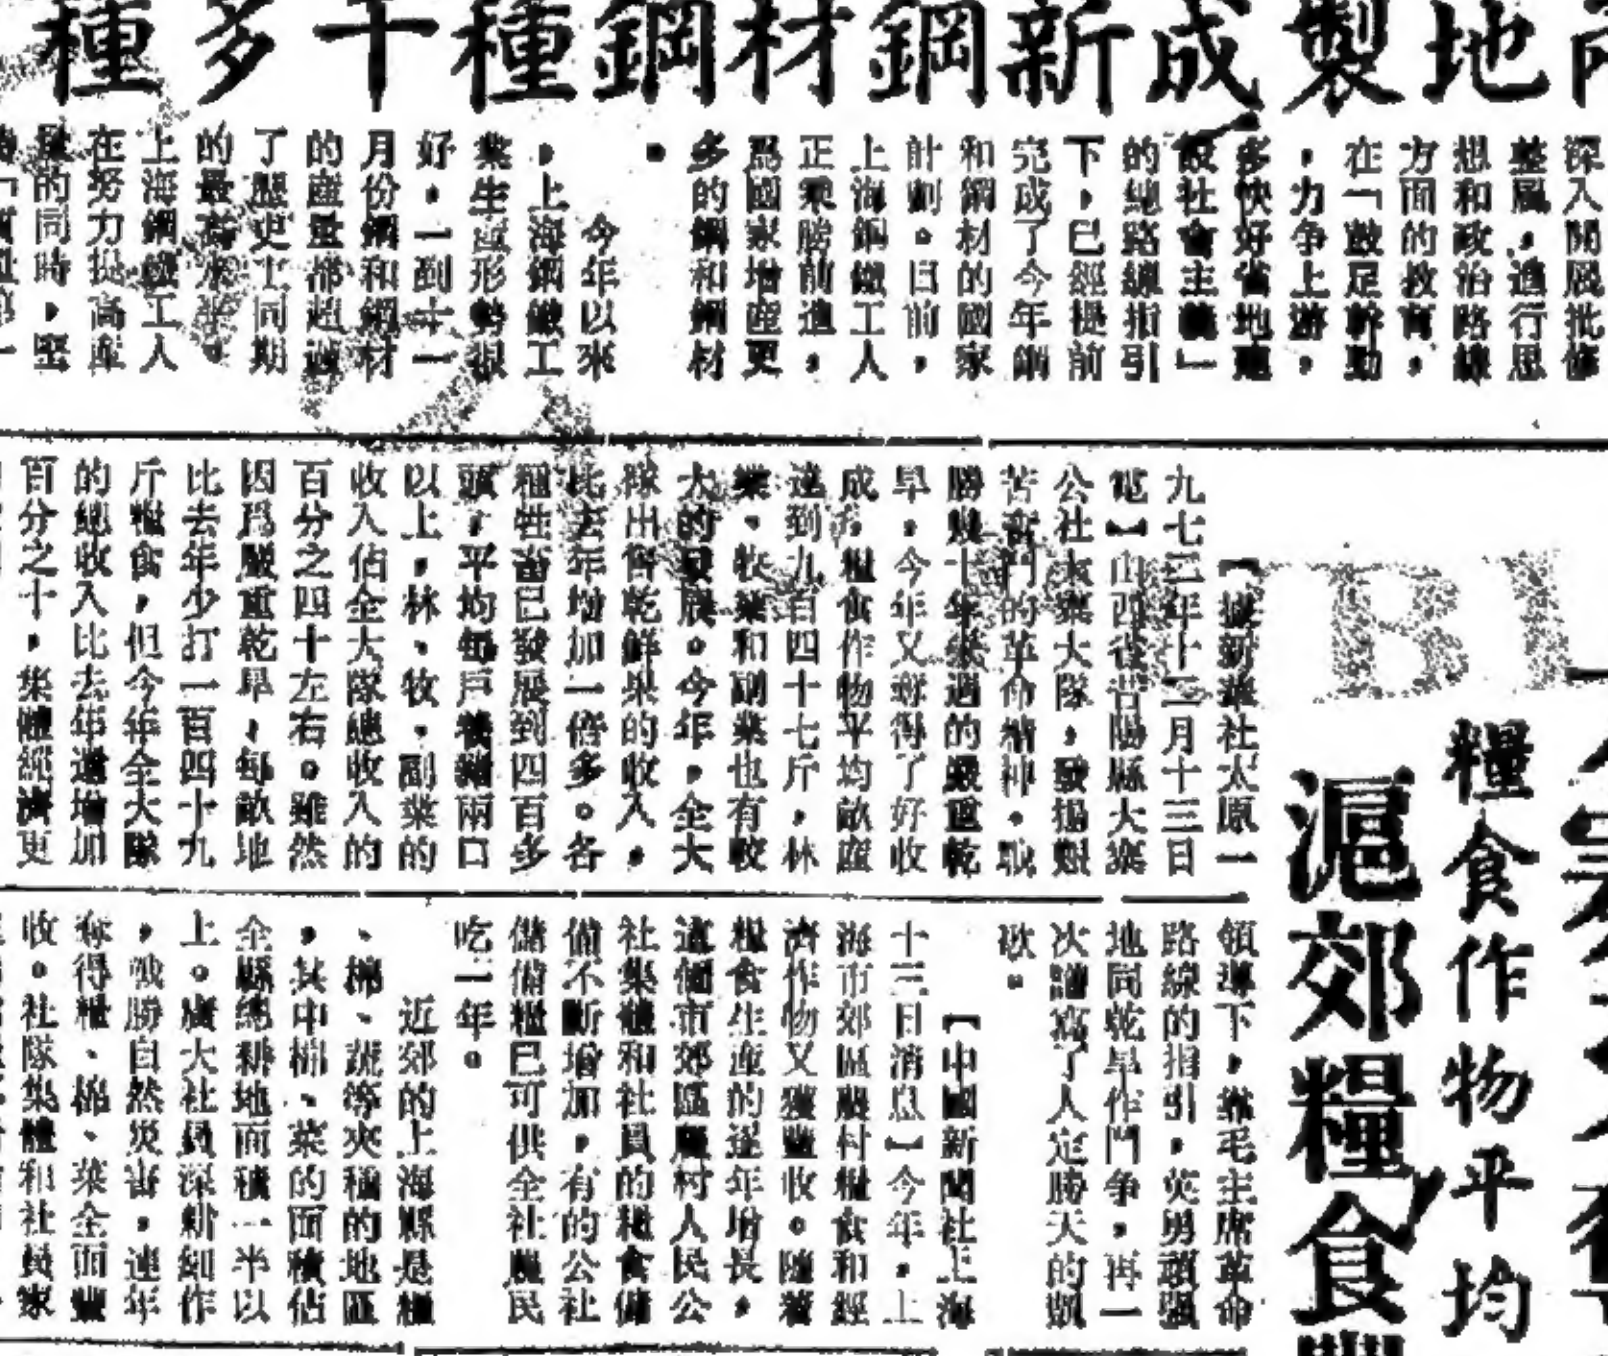 地製成新鋼材鋼種十多種
深入開展批修
整風，進行思
想和政治路線
方面的教育，
在「鼓足幹勁
，力争上游，
多快好省地建
設社會主義」
的總路線指引
下，已經提前
完成了今年鋼
和鋼材的國家
計劃。日前，
上海鋼鐵工人
正乘勝前進，
爲國家增產更
多的鋼和鋼材
。
今年以來
，上海鋼鐵工
業生產形勢很
好，一到十一
月份鋼和鋼材
的產量都超過
了歷史上同期
的最高水平。
上海鋼鐵工人
在努力提高產
量的同時，堅
糧食作物平均
滬郊糧食
【據新華社太原一
九七三年十二月十三日
電】山西省昔陽縣大寨
公社大寨大隊，發揚艱
苦奮鬥的革命精神，戰
勝幾十年來遇的嚴重乾
旱，今年又奪得了好收
成，糧食作物平均畝產
達到九百四十七斤，林
業、牧業和副業也有較
大的發展。今年，全大
隊出售乾鮮果的收入，
比去年增加一倍多。各
種牲畜已發展到四百多
頭，平均每戶養豬兩口
以上，林、牧、副業的
收入佔全大隊總收入的
百分之四十左右。雖然
因爲嚴重乾旱，每畝地
比去年少打一百四十九
斤糧食，但今年全大隊
的總收入比去年還增加
百分之十，集體經濟更
領導下，靠毛主席革命
路線的指引，英勇頑强
地同乾旱作鬥争，再一
次譜寫了人定勝天的凱
歌。
【中國新聞社上海
十三日消息】今年，上
海市郊區農村糧食和經
濟作物又獲豐收。隨着
糧食生産的逐年增長，
這個市郊區農村人民公
社集體和社員的糧食儲
備不斷增加，有的公社
儲備糧已可供全社農民
吃一年。
近郊的上海縣是糧
、棉、蔬等夾種的地區
，其中棉、菜的面積佔
全縣總耕地面積一半以
上。廣大社員深耕細作
，戰勝自然災害，連年
奪得糧、棉、菜全面豐
收。社隊集體和社員家